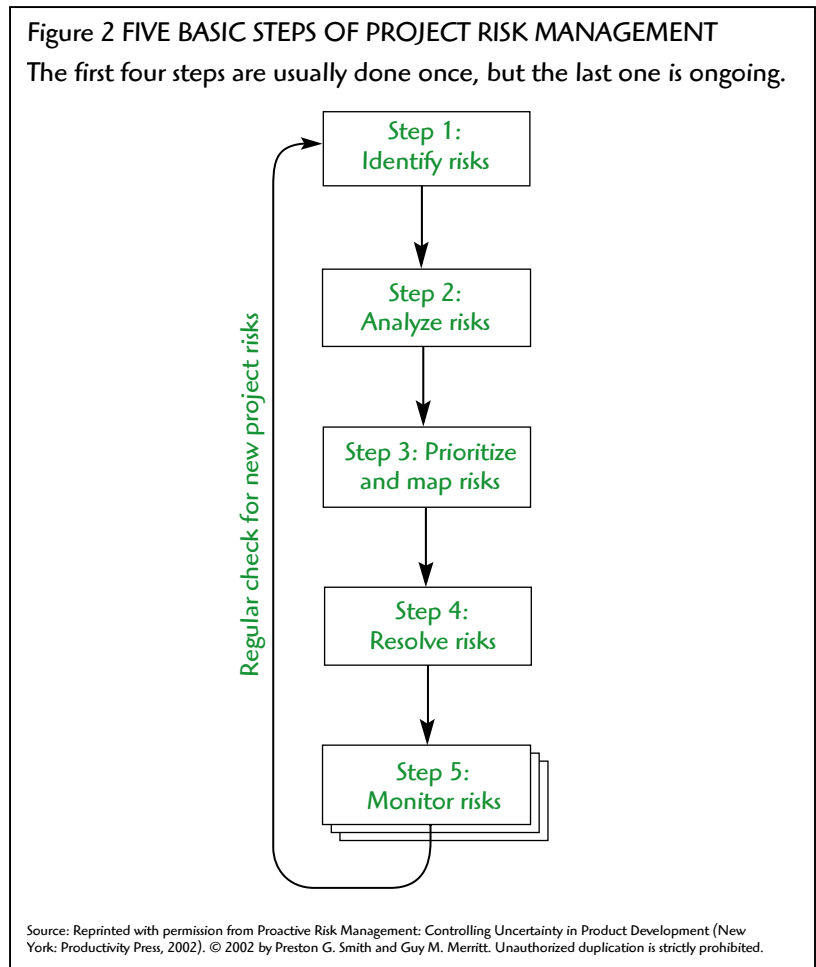 Figure 2 FIVE BASIC STEPS OF PROJECT RISK MANAGEMENT
The first four steps are usually done once, but the last one is ongoing.
Step 1:
Identify risks
Step 2:
Analyze risks
Step 3: Prioritize
and map risks
Step 4:
Resolve risks
Step 5:
Monitor risks
Regular check for new project risks
Source: Reprinted with permission from Proactive Risk Management: Controlling Uncertainty in Product Development (New
York: Productivity Press, 2002). © 2002 by Preston G. Smith and Guy M. Merritt. Unauthorized duplication is strictly prohibited.